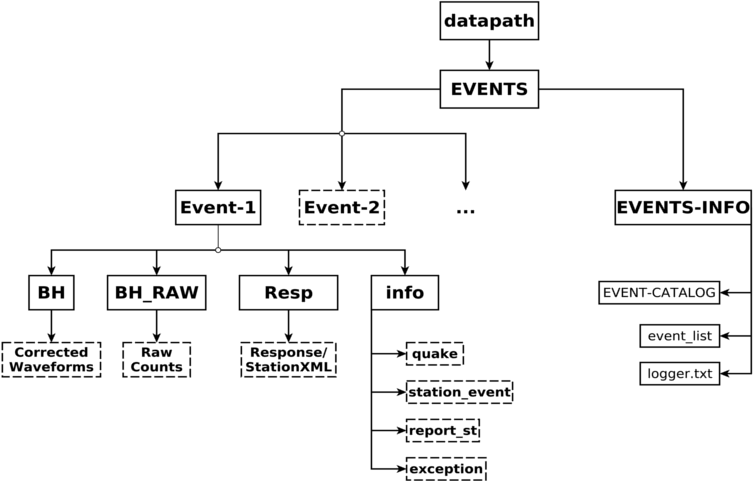 datapath
EVENTS
Event-1
Event-2
...
EVENTS-INFO
BH
BH_RAW
Resp
info
EVENT-CATALOG
event_list
logger.txt
Corrected
Waveforms
Raw
Counts
Response/
StationXML
quake
station_event
report_st
exception